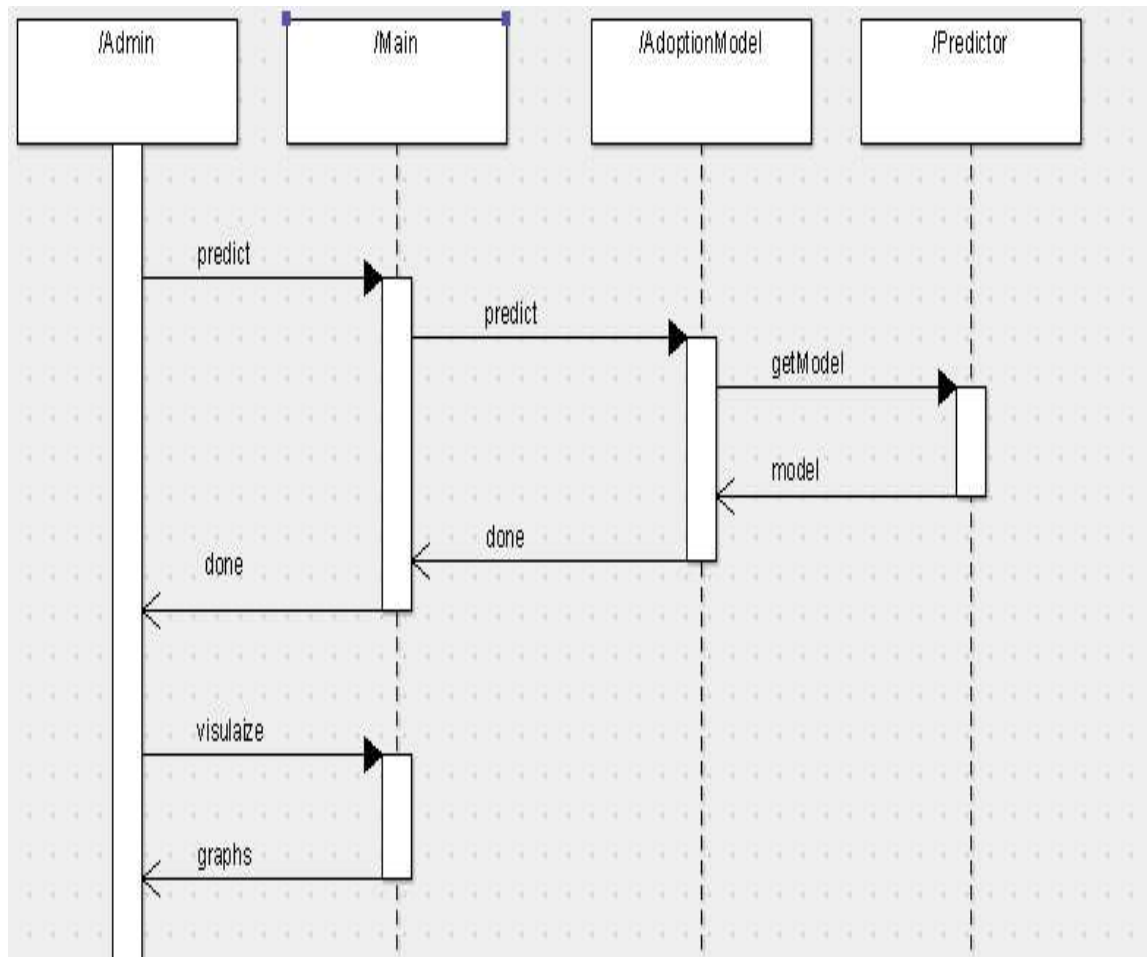 /Admin
/Main
/AdoptionModel
/Predictor
predict
predict
getModel
model
done
done
visulaize
graphs